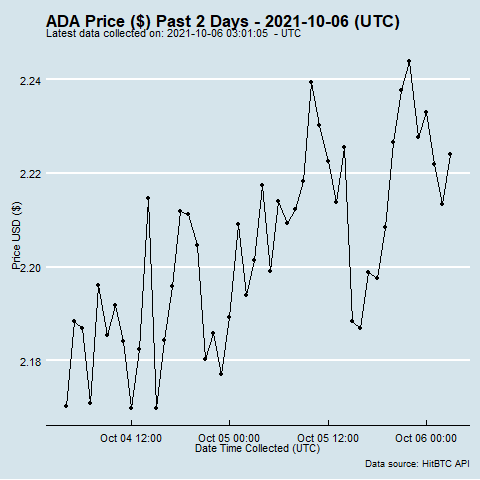 ADA Price ($) Past 2 Days - 2021-10-06 (UTC)
Latest data collected on: 2021-10-06 03:01:05 - UTC
2.24
2.22
2.20
2.18
Price USD ($)
Oct 04 12:00 Oct 05 00:00 Oct 05 12:00 Oct 06 00:00
Date Time Collected (UTC)
Data source: HitBTC API